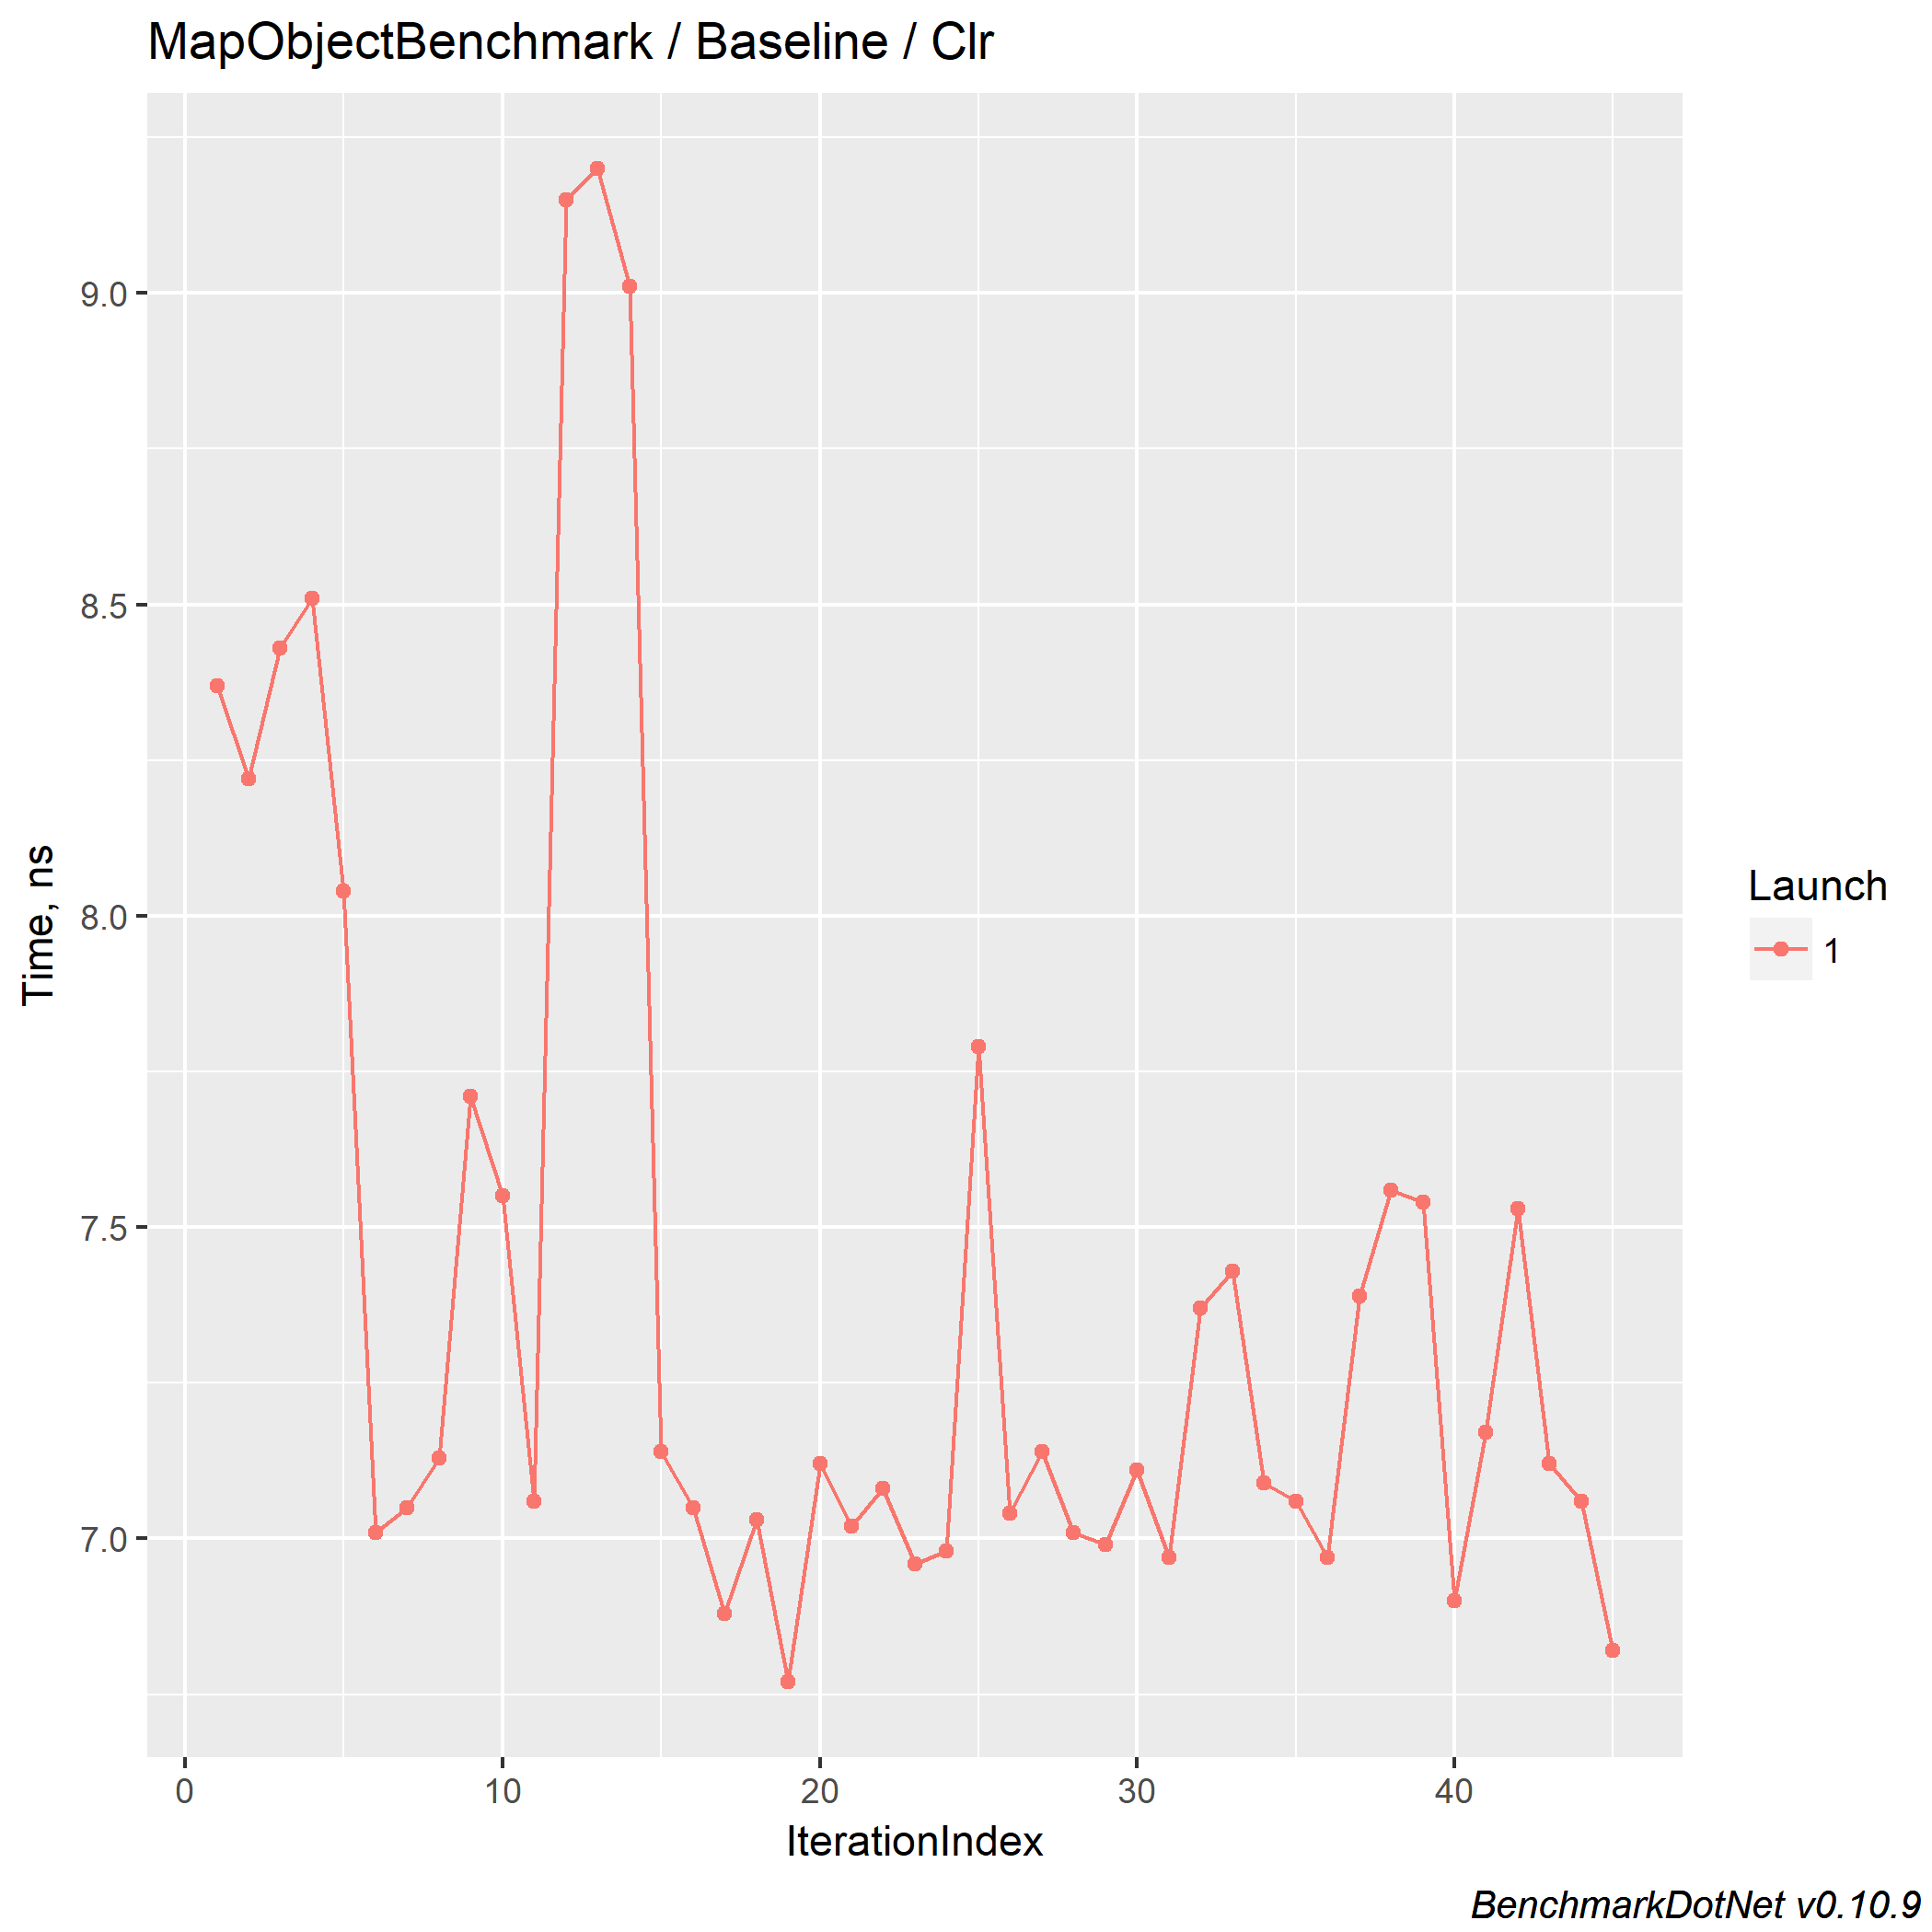 MapObjectBenchmark / Baseline / Clr
9.0
8.5
8.0
7.5
7.0
Time, ns
0 10 20 30 40
IterationIndex
Launch
1
BenchmarkDotNet v0.10.9